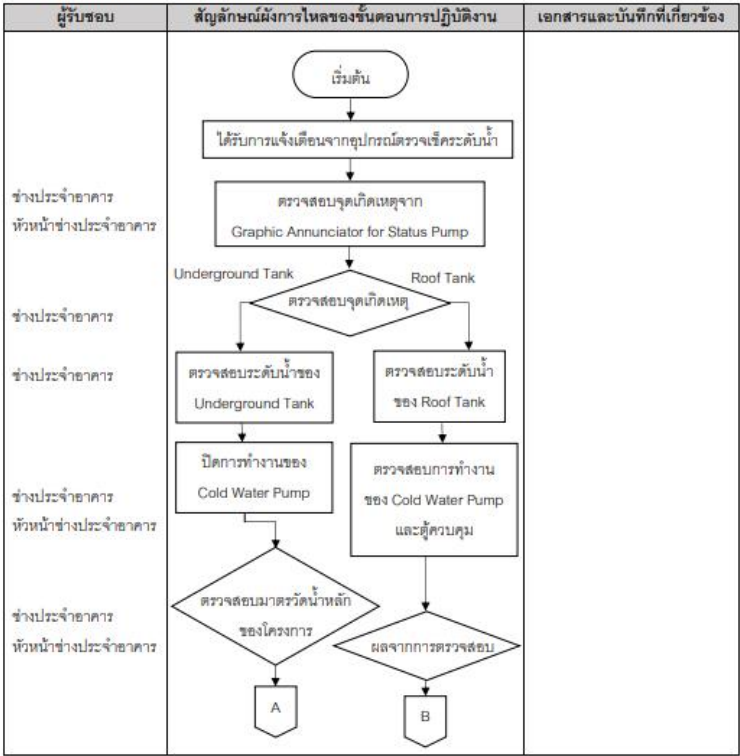 ผู้รับชอบ
สัญลักษณ์ผังการไหลของขั้นตอนการปฏิบัติงาน
เอกสารและบันทึกที่เกี่ยวข้อง
เริ่มต้น
ได้รับการแจ้งเตือนจากอุปกรณ์ตรวจเช็คระดับน้ำ
ช่างประจำอาคาร
หัวหน้าช่างประจำอาคาร
ตรวจสอบจุดเกิดเหตุจาก
Graphic Annunciator for Status Pump
Underground Tank
Roof Tank
ช่างประจำอาคาร
ตรวจสอบจุดเกิดเหตุ
ช่างประจำอาคาร
ตรวจสอบระดับน้ำของ
Underground Tank
ตรวจสอบระดับน้ำ
ของ Roof Tank
ช่างประจำอาคาร
หัวหน้าช่างประจำอาคาร
ปิดการทำงานของ
Cold Water Pump
ตรวจสอบการทำงาน
ของ Cold Water Pump
และตู้ควบคุม
ช่างประจำอาคาร
หัวหน้าช่างประจำอาคาร
ตรวจสอบมาตรวัดน้ำหลัก
ของโครงการ
ผลจากการตรวจสอบ
A
B